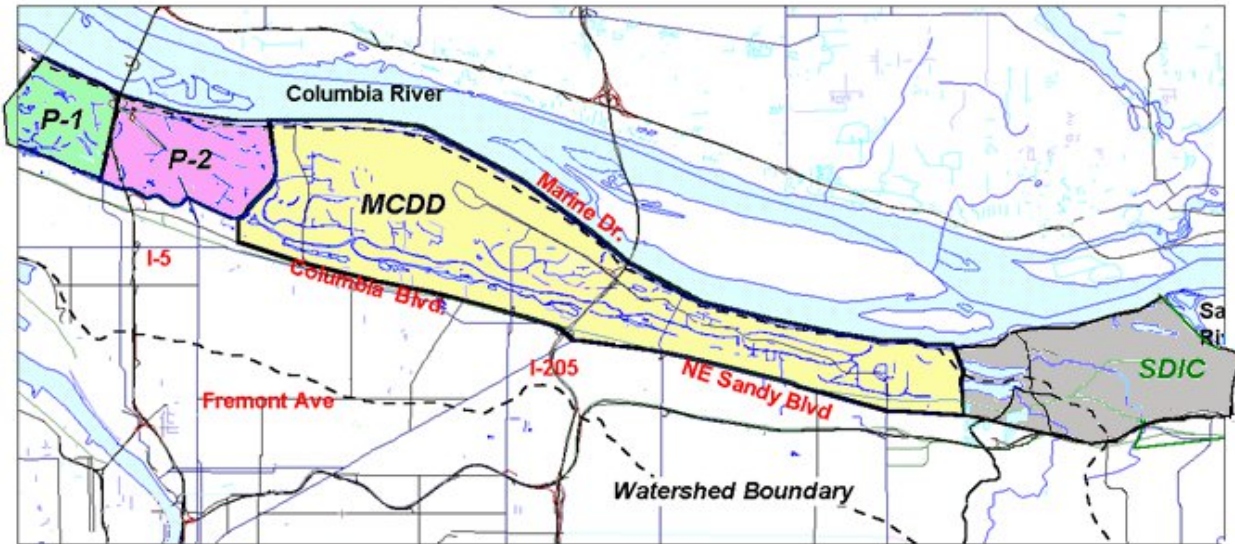 Columbia River
P-1
P-2
MCDD
Marine Dr.
I-5
Columbia Blvd.
I-205
NE Sandy Blvd
Fremont Ave
SDIC
Watershed Boundary